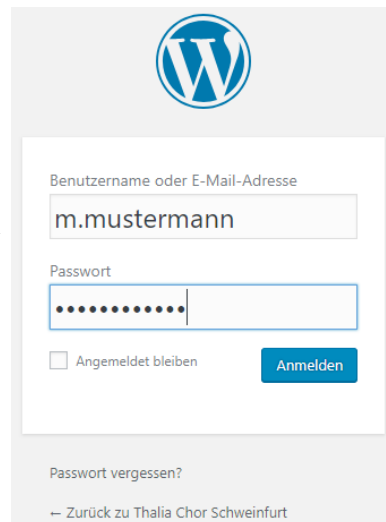 Benutzername oder E-Mail-Adresse
m.mustermann
Passwort
••••••••••••
Angemeldet bleiben
Anmelden
Passwort vergessen?
← Zurück zu Thalia Chor Schweinfurt